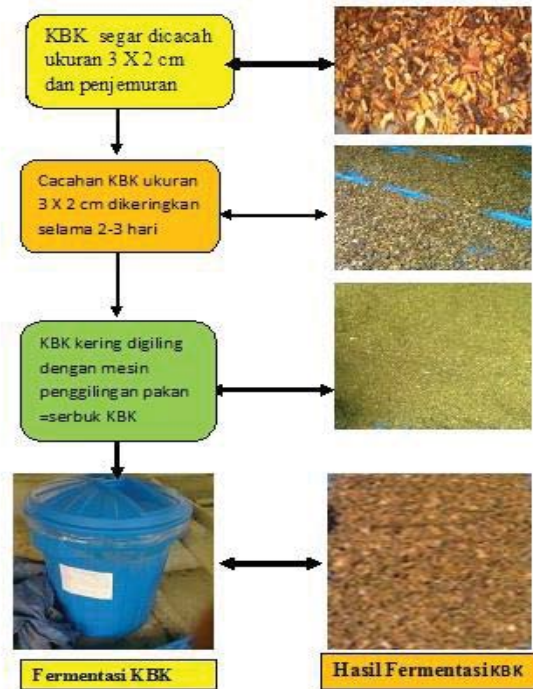 KBK segar dicacah
ukuran 3 X 2 cm
dan penjemuran
Cacahan KBK ukuran
3 X 2 cm dikeringkan
selama 2-3 hari
KBK kering digiling
dengan mesin
penggilingan pakan
=serbuk KBK
Fermentasi KBK
Hasil Fermentasi KBK